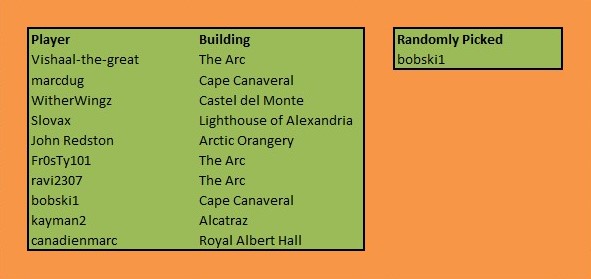 Player Building
Vishaal-the-great The Arc
marcdug Cape Canaveral
WitherWingz Castel del Monte
Slovax Lighthouse of Alexandria
John Redston Arctic Orangery
Fr0sTy101 The Arc
ravi2307 The Arc
bobski1 Cape Canaveral
kayman2 Alcatraz
canadienmarc Royal Albert Hall
Randomly Picked
bobski1